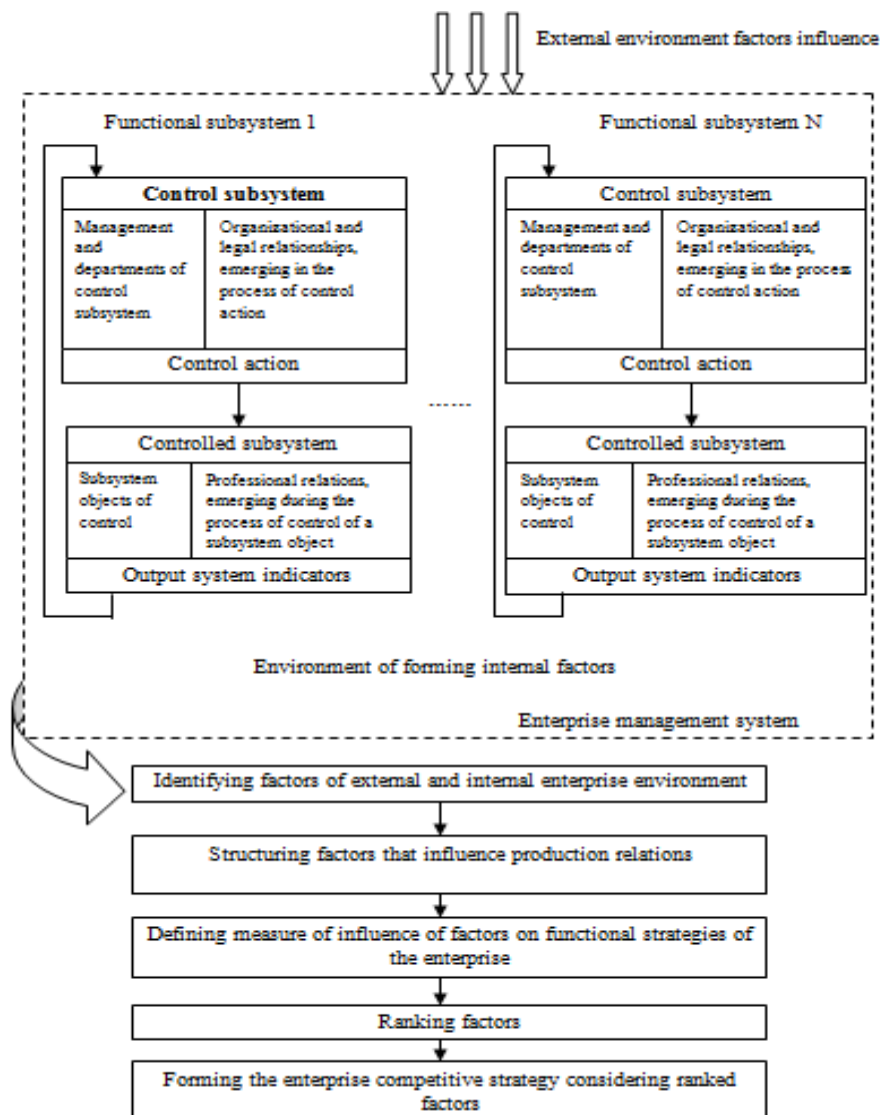 External environment factors influence
Functional subsystem 1
Control subsystem
Management
and
departments of
control
subsystem
Organizational and
legal relationships,
emerging in the
process of control
action
Control action
Controlled subsystem
Subsystem
objects of
control
Professional relations,
emerging during the
process of control of a
subsystem object
Output system indicators
......
Functional subsystem N
Control subsystem
Management and
departments of
control
subsystem
Organizational and
legal relationships,
emerging in the process
of control action
Control action
Controlled subsystem
Subsystem
objects of
control
Professional relations,
emerging during the
process of control of a
subsystem object
Output system indicators
Environment of forming internal factors
Enterprise management system
Identifying factors of external and internal enterprise environment
Structuring factors that influence production relations
Defining measure of influence of factors on functional strategies of
the enterprise
Ranking factors
Forming the enterprise competitive strategy considering ranked
factors